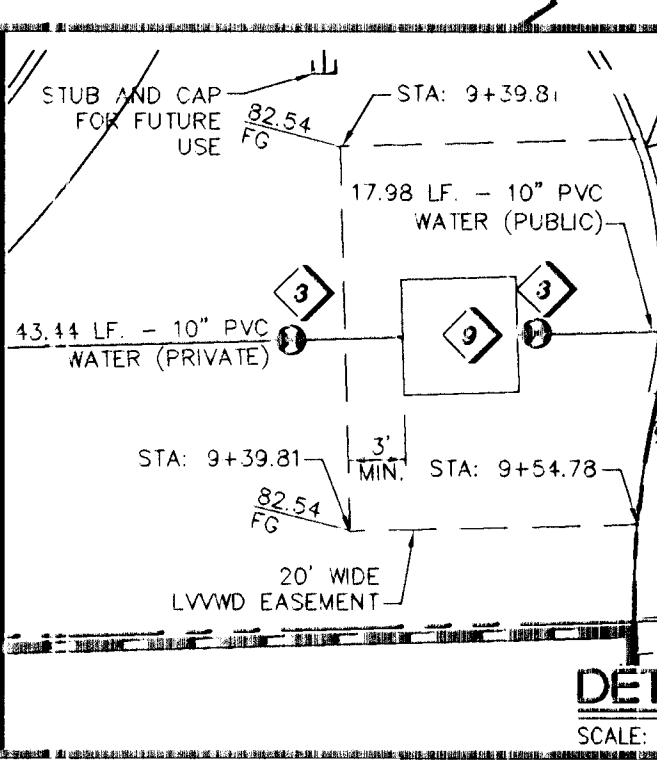 STUB AND CAP
FOR FUTURE
USE
82.54
FG
STA: 9+39.81
17.98 LF. - 10" PVC
WATER (PUBLIC)
3
3
9
43.44 LF. - 10" PVC
WATER (PRIVATE)
STA: 9+39.81
3'
MIN.
STA: 9+54.78
82.54
FG
20' WIDE
LVVWD EASEMENT
DET
SCALE: